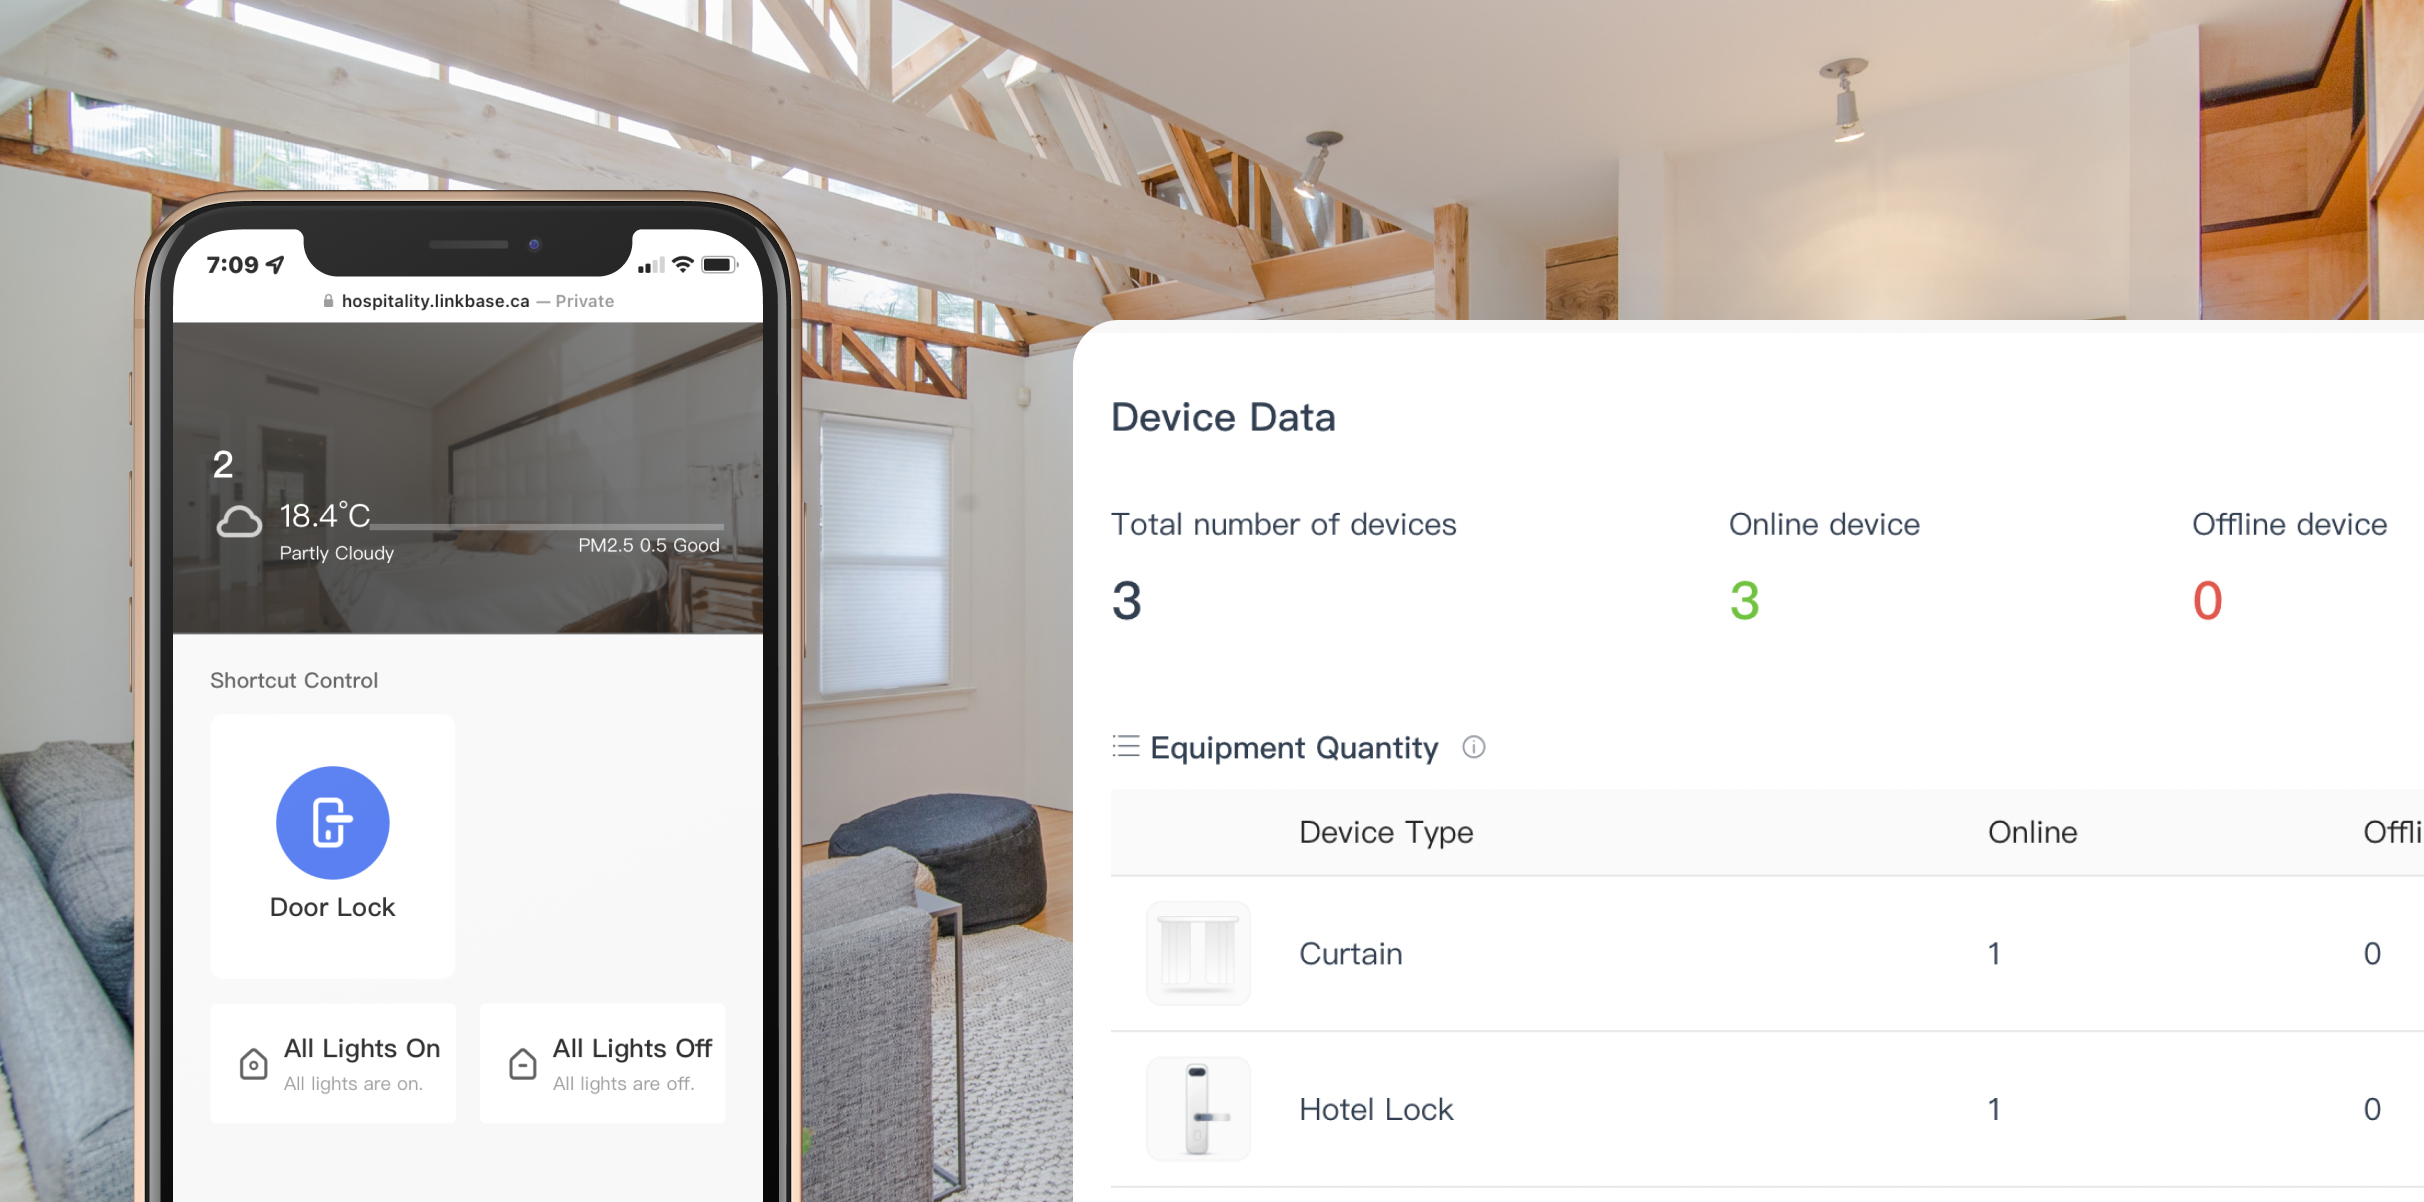 7:09
hospitality.linkbase.ca — Private
2
18.4°C
Partly Cloudy
PM2.5 0.5 Good
Shortcut Control
Door Lock
All Lights On
All lights are on.
All Lights Off
All lights are off.
Device Data
Total number of devices
Online device
Offline device
3
3
0
Equipment Quantity
Device Type
Online
Offli
Curtain
1
0
Hotel Lock
1
0